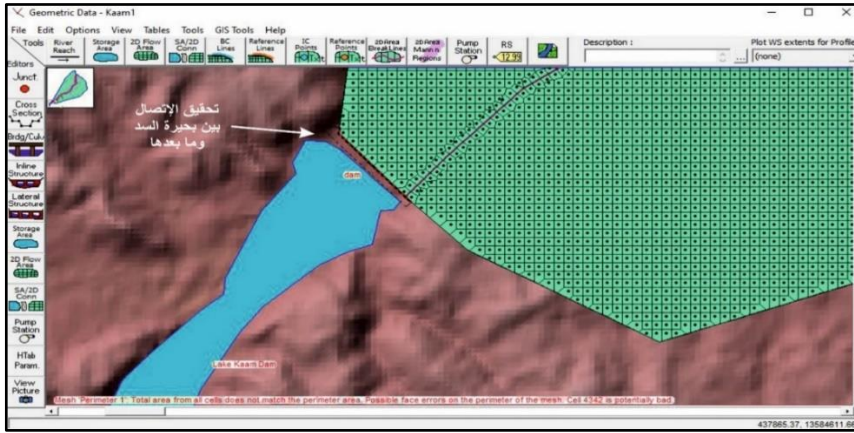 Geometric Data - Kaam1
File Edit Options View Tables Tools GIS Tools Help
Tools
River Reach
Storage Area
2D Flow Area
SA/2D Conn
BC Lines
Reference Lines
IC Points
Reference Points
2D Area BreakLines
2D Area Mann n Regions
Pump Station
RS
Description :
Plot WS extents for Profile
...
(none)
Editors
Junct.
Cross Section
Brdg/Culv
Inline Structure
Lateral Structure
Storage Area
2D Flow Area
SA/2D Conn
Pump Station
HTab Param.
View Picture
تحقيق الإتصال
بين بحيرة السد
وما بعدها
dam
Lake Kaam Dam
Mesh 'Perimeter 1': Total area from all cells does not match the perimeter area. Possible face errors on the perimeter of the mesh. Cell 4342 is potentially bad.
437865.37, 13584611.66